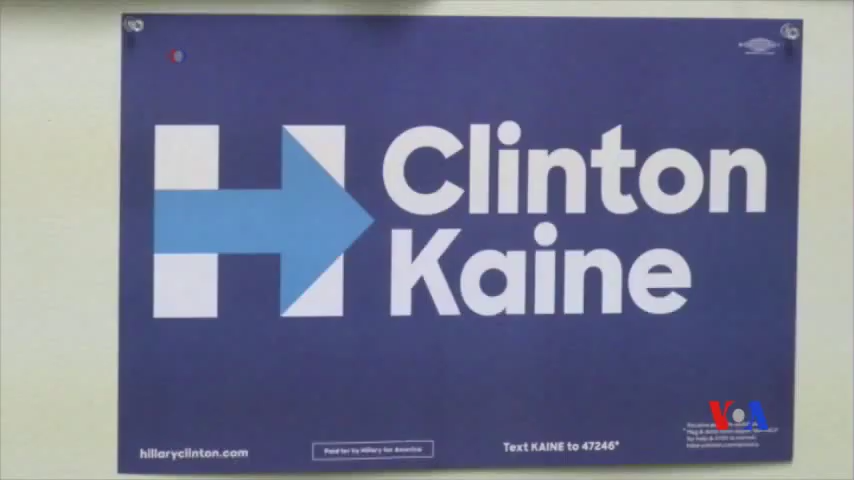 H Clinton
Kaine
hillaryclinton.com
Paid for by Hillary for America
Text KAINE to 47246*
VOA